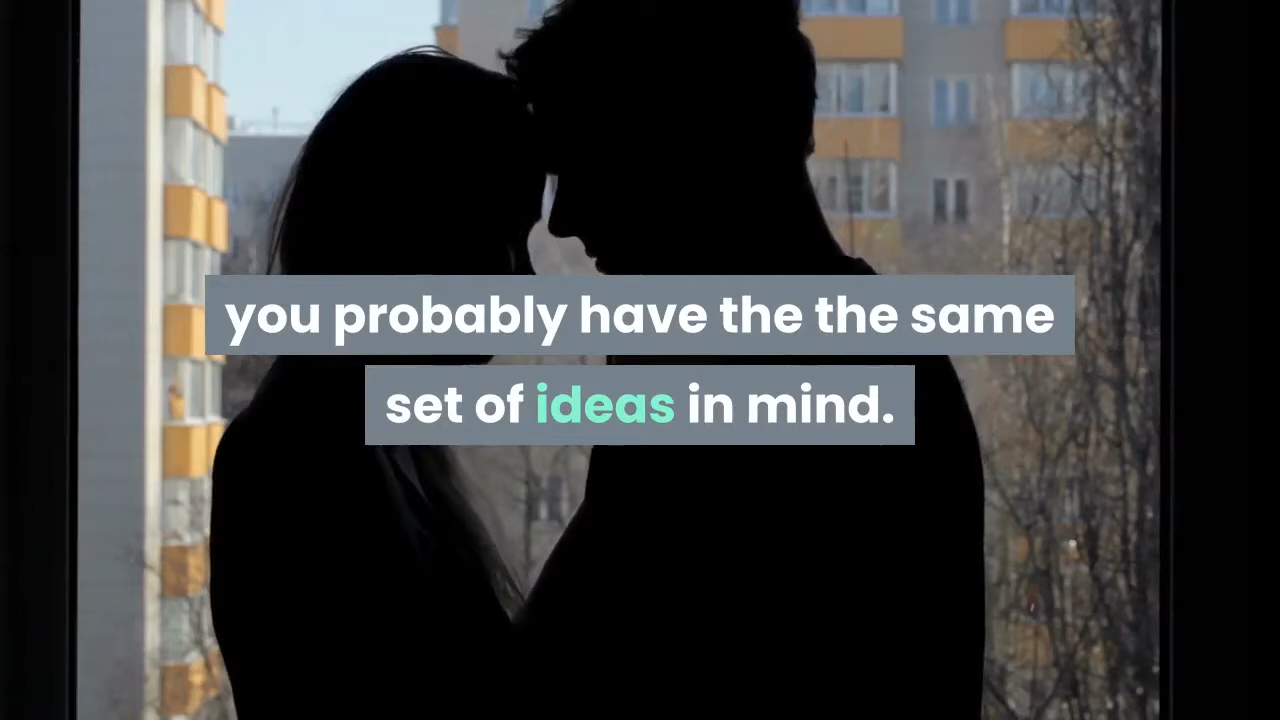 you probably have the the same
set of ideas in mind.